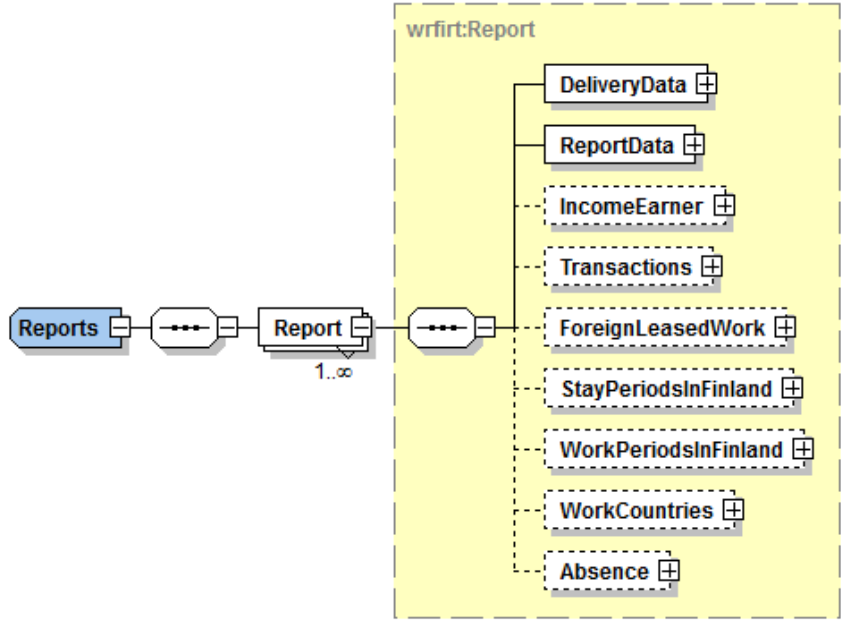 wrfirt:Report
DeliveryData
ReportData
IncomeEarner
Transactions
Reports
Report
1..∞
ForeignLeasedWork
StayPeriodsInFinland
WorkPeriodsInFinland
WorkCountries
Absence